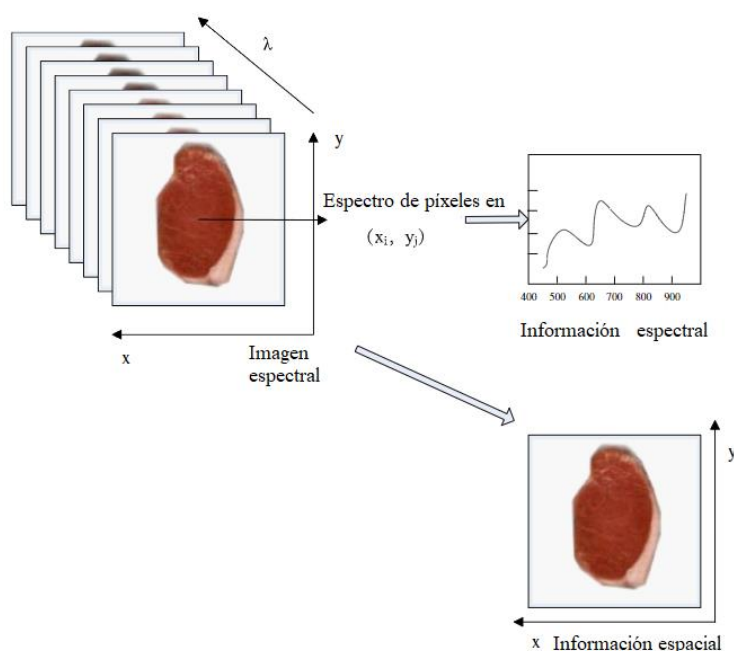 λ
y
Espectro de píxeles en
(xi, yj)
x
Imagen
espectral
400 500 600 700 800 900
Información espectral
y
x Información espacial